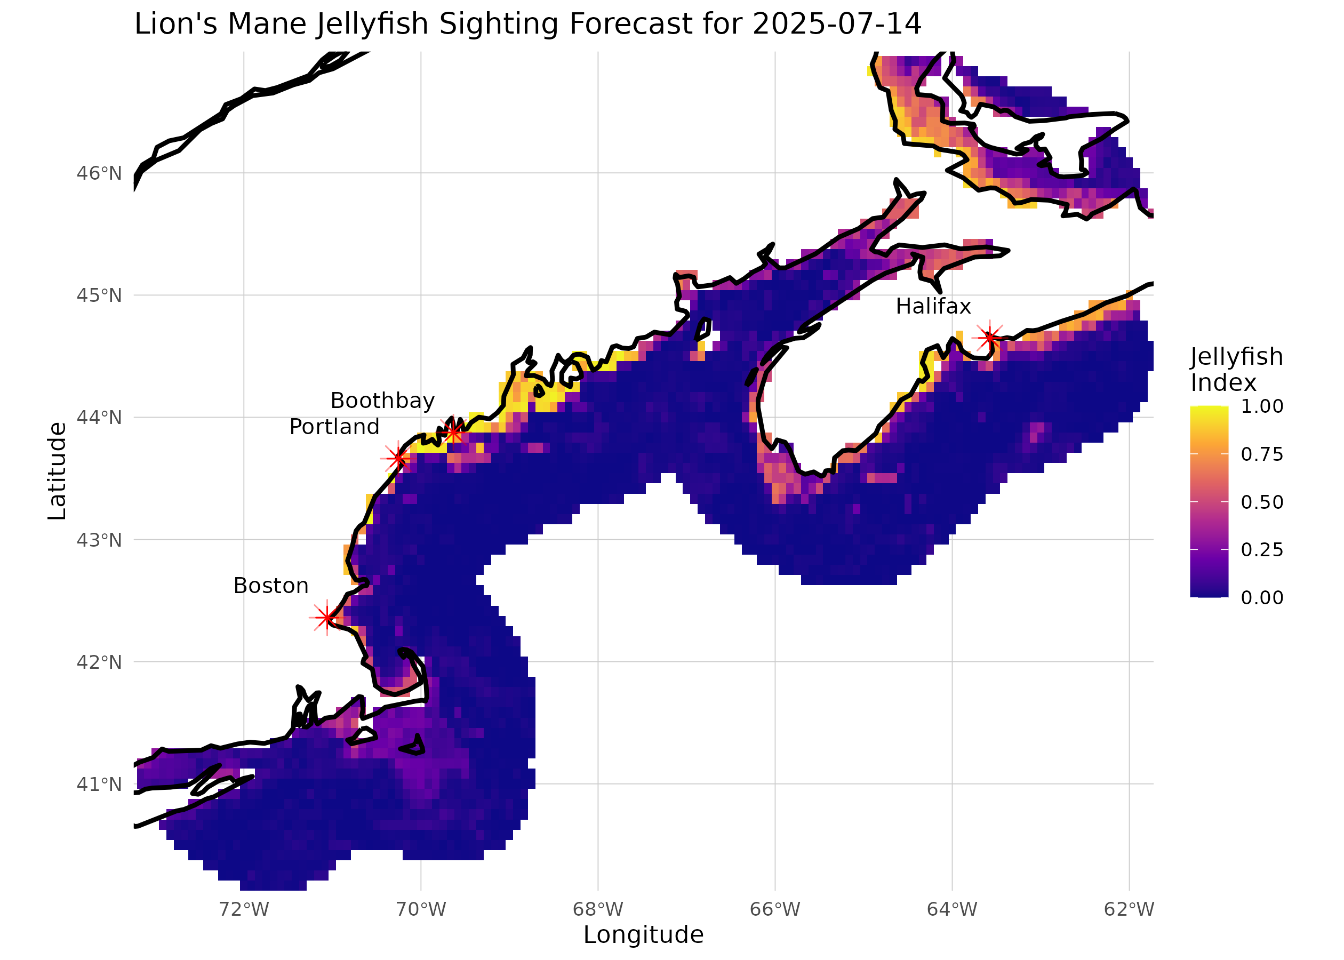 Lion's Mane Jellyfish Sighting Forecast for 2025-07-14
46°N
45°N
44°N
43°N
42°N
41°N
Latitude
Halifax
Boothbay
Portland
Boston
72°W
70°W
68°W
66°W
64°W
62°W
Longitude
Jellyfish
Index
1.00
0.75
0.50
0.25
0.00